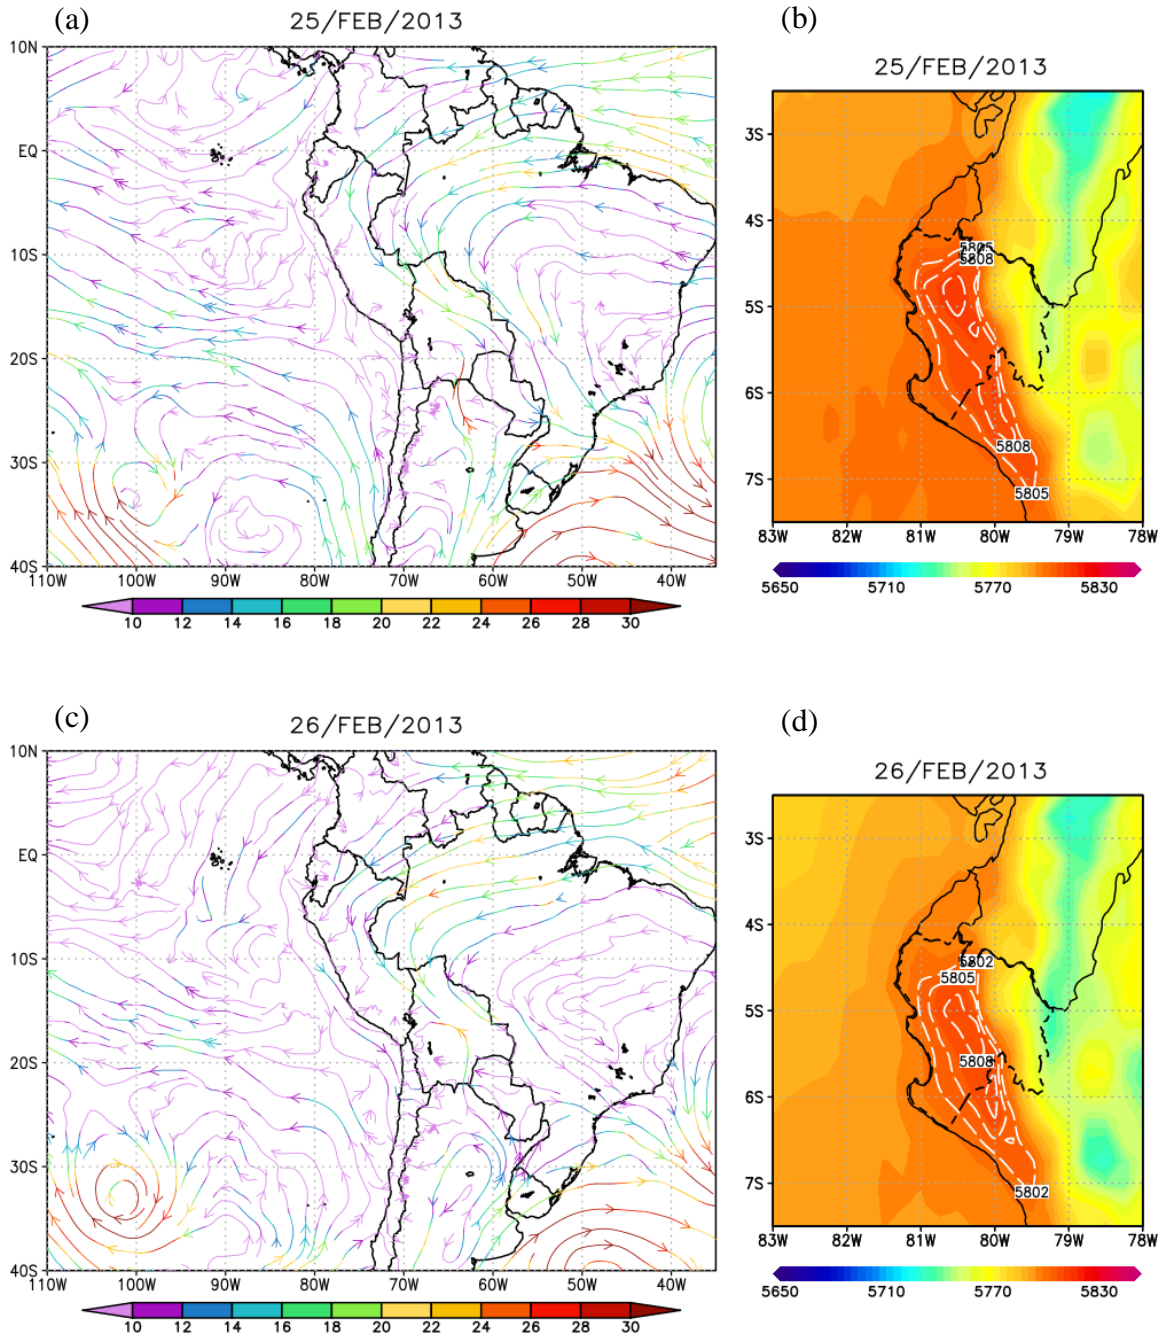 (a)
25/FEB/2013
10N
EQ
10S
20S
30S
40S
110W 100W 90W 80W 70W 60W 50W 40W
10 12 14 16 18 20 22 24 26 28 30
(b)
25/FEB/2013
3S
4S
5S
6S
7S
5805
5808
5808
5805
83W 82W 81W 80W 79W 78W
5650 5710 5770 5830
(c)
26/FEB/2013
10N
EQ
10S
20S
30S
40S
110W 100W 90W 80W 70W 60W 50W 40W
10 12 14 16 18 20 22 24 26 28 30
(d)
26/FEB/2013
3S
4S
5S
6S
7S
5802
5805
5808
5802
83W 82W 81W 80W 79W 78W
5650 5710 5770 5830